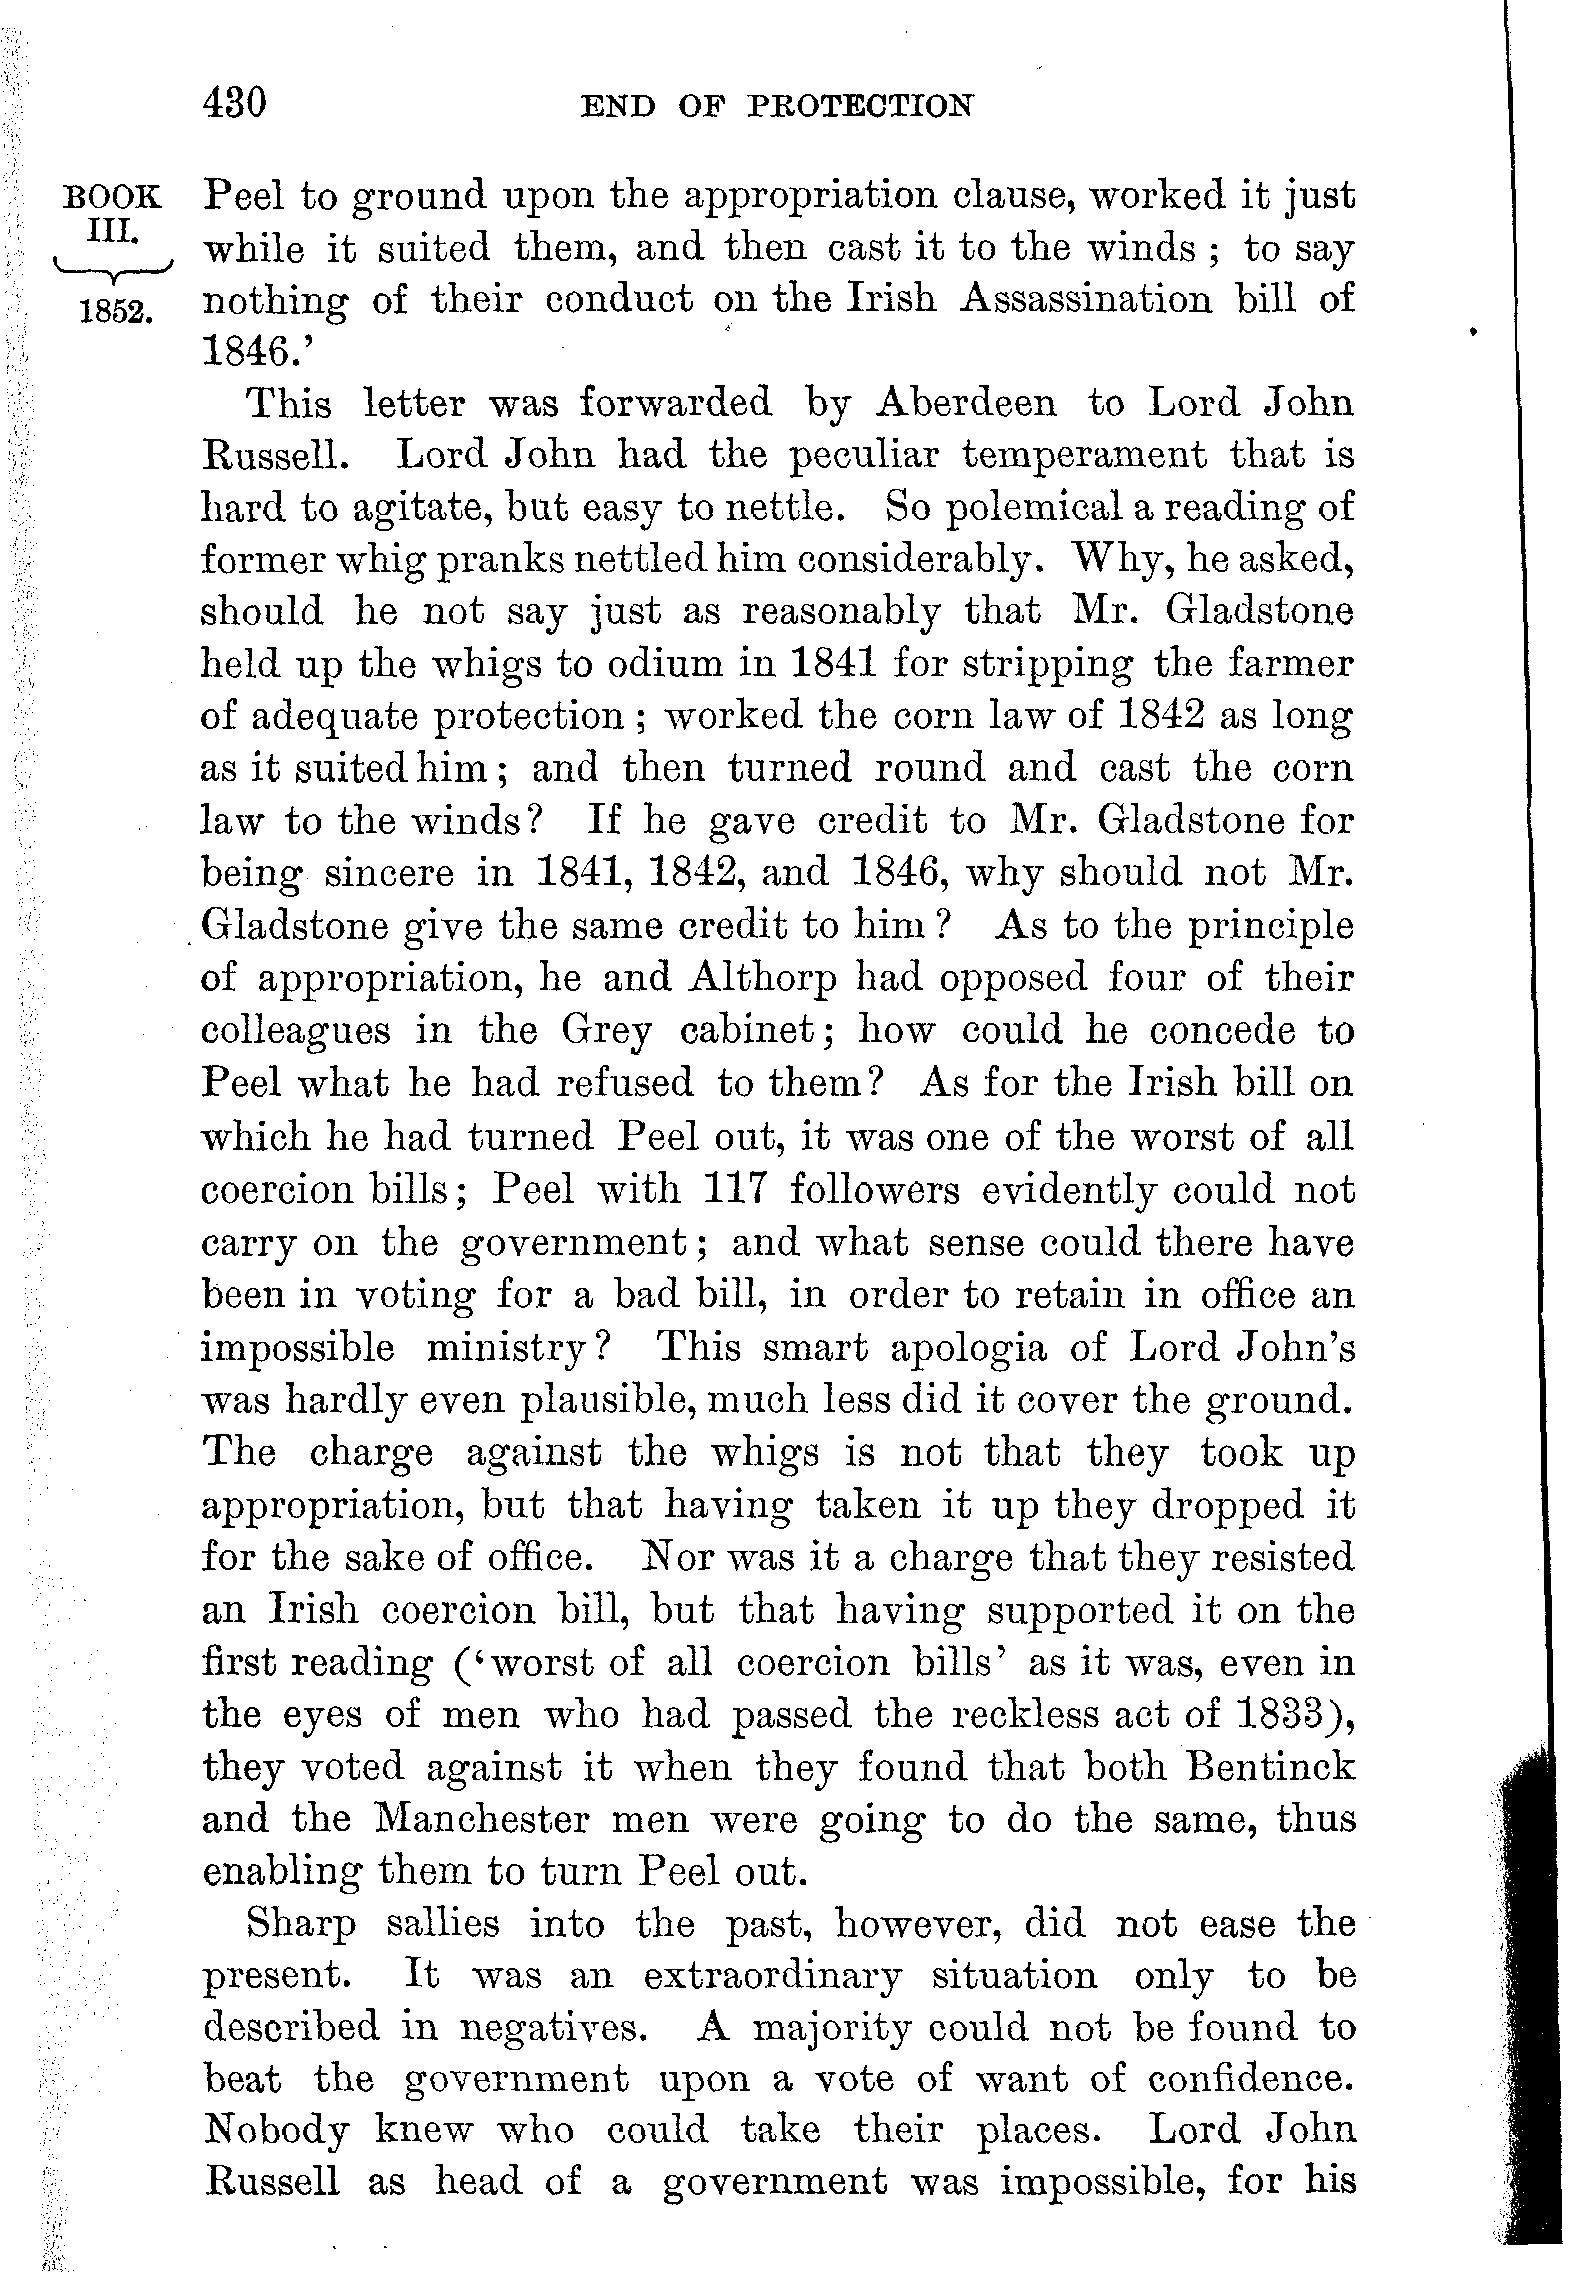 430 END OF PROTECTION
BOOK
III.
1852.
Peel to ground upon the appropriation clause, worked it just
while it suited them, and then cast it to the winds ; to say
nothing of their conduct on the Irish Assassination bill of
1846.’
This letter was forwarded by Aberdeen to Lord John
Russell. Lord John had the peculiar temperament that is
hard to agitate, but easy to nettle. So polemical a reading of
former whig pranks nettled him considerably. Why, he asked,
should he not say just as reasonably that Mr. Gladstone
held up the whigs to odium in 1841 for stripping the farmer
of adequate protection ; worked the corn law of 1842 as long
as it suited him ; and then turned round and cast the corn
law to the winds? If he gave credit to Mr. Gladstone for
being sincere in 1841, 1842, and 1846, why should not Mr.
Gladstone give the same credit to him ? As to the principle
of appropriation, he and Althorp had opposed four of their
colleagues in the Grey cabinet ; how could he concede to
Peel what he had refused to them? As for the Irish bill on
which he had turned Peel out, it was one of the worst of all
coercion bills ; Peel with 117 followers evidently could not
carry on the government ; and what sense could there have
been in voting for a bad bill, in order to retain in office an
impossible ministry? This smart apologia of Lord John’s
was hardly even plausible, much less did it cover the ground.
The charge against the whigs is not that they took up
appropriation, but that having taken it up they dropped it
for the sake of office. Nor was it a charge that they resisted
an Irish coercion bill, but that having supported it on the
first reading (‘worst of all coercion bills’ as it was, even in
the eyes of men who had passed the reckless act of 1833),
they voted against it when they found that both Bentinck
and the Manchester men were going to do the same, thus
enabling them to turn Peel out.
Sharp sallies into the past, however, did not ease the
present. It was an extraordinary situation only to be
described in negatives. A majority could not be found to
beat the government upon a vote of want of confidence.
Nobody knew who could take their places. Lord John
Russell as head of a government was impossible, for his